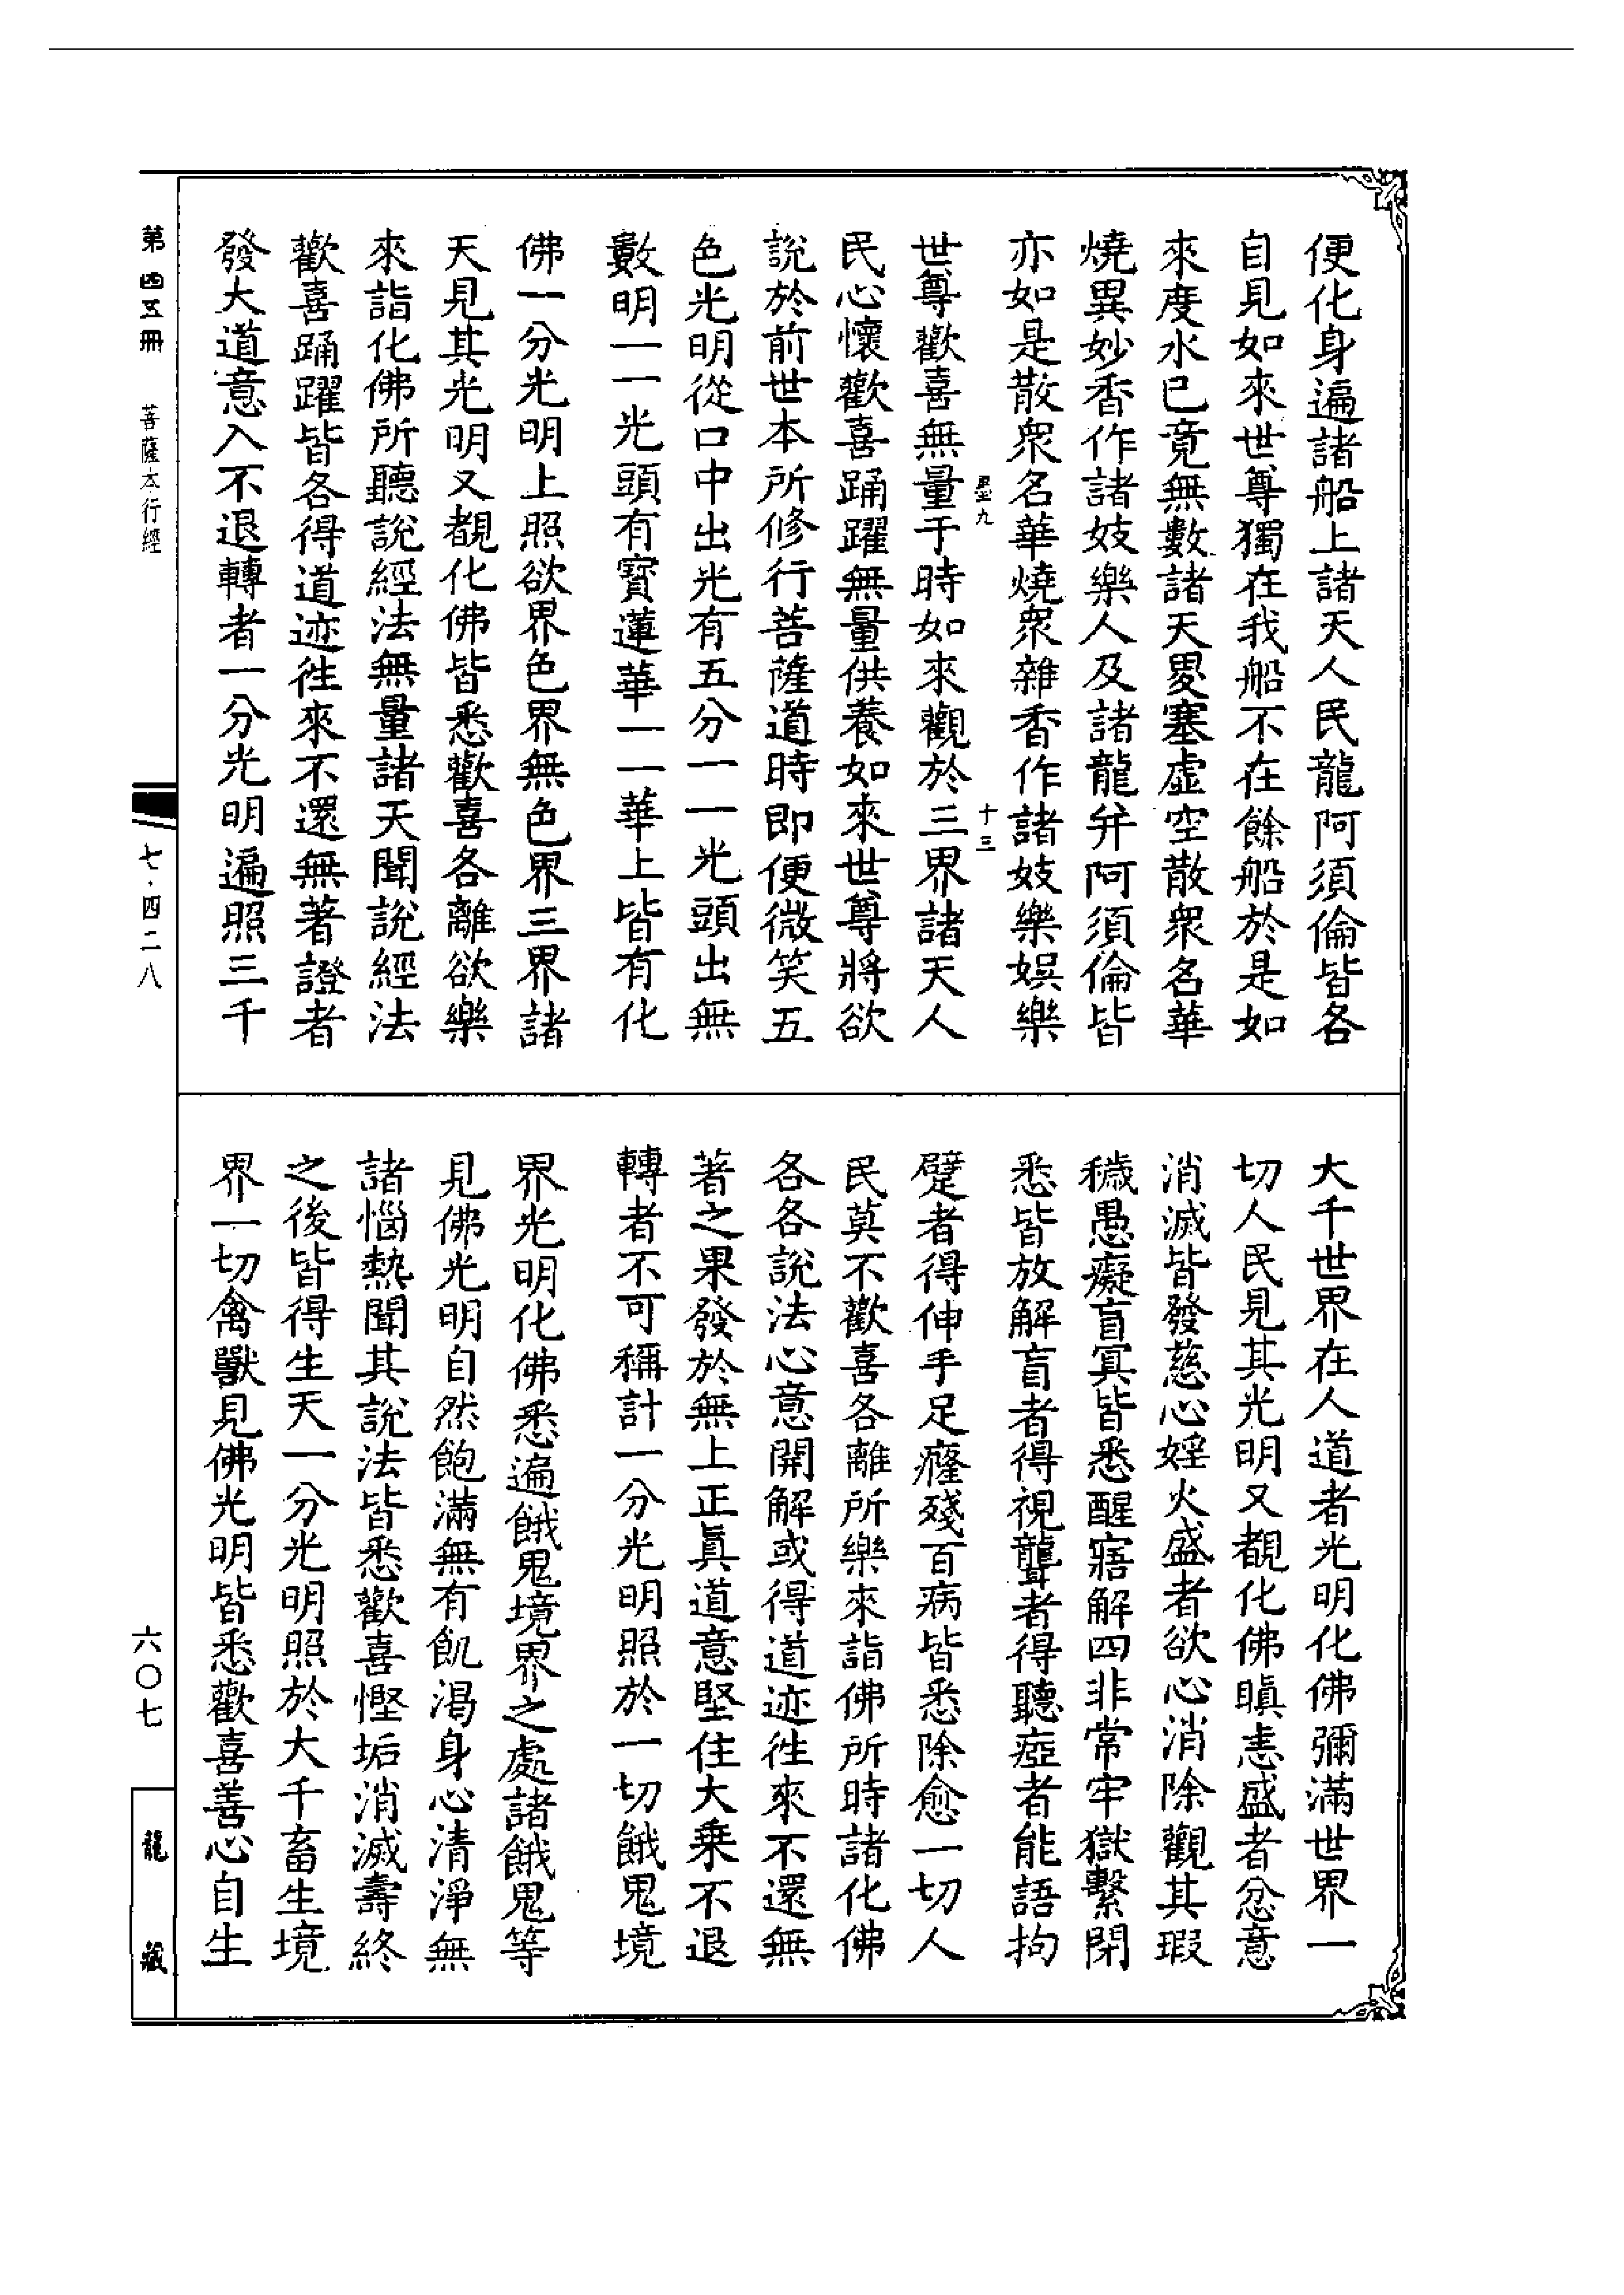 便化身遍諸船上諸天人民龍阿須倫皆各
自見如來世尊獨在我船不在餘船於是如
來度水已竟無數諸天畟塞虛空散衆名華
燒異妙香作諸妓樂人及諸龍并阿須倫皆
亦如是散衆名華燒衆雜香作諸妓樂娛樂
十三
世尊歡喜無量于時如來觀於三界諸天人
民心懷歡喜踊躍無量供養如來世尊將欲
說於前世本所修行菩薩道時即便微笑五
色光明從口中出光有五分一一光頭出無
數明一一光頭有寶蓮華一一華上皆有化
佛一分光明上照欲界色界無色界三界諸
天見其光明又覩化佛皆悉歡喜各離欲樂
來詣化佛所聽說經法無量諸天聞說經法
歡喜踊躍皆各得道迹徃來不還無著證者
發大道意入不退轉者一分光明遍照三千
大千世界在人道者光明化佛彌滿世界一
切人民見其光明又覩化佛瞋恚盛者忿意
消滅皆發慈心婬火盛者欲心消除觀其瑕
穢愚癡盲冥皆悉醒寤解四非常牢獄繫閉
悉皆放解盲者得視聾者得聽瘂者能語拘
躄者得伸手足癃殘百病皆悉除愈一切人
民莫不歡喜各離所樂來詣佛所時諸化佛
各各說法心意開解或得道迹徃來不還無
著之果發於無上正真道意堅住大乗不退
轉者不可稱計一分光明照於一切餓鬼境
界光明化佛悉遍餓鬼境界之處諸餓鬼等
見佛光明自然飽滿無有飢渴身心清淨無
諸惱熱聞其說法皆悉歡喜慳垢消滅壽終
之後皆得生天一分光明照於大千畜生境
界一切禽獸見佛光明皆悉歡喜善心自生
第四五冊 菩薩本行經
七·四二八
六〇七
龍藏